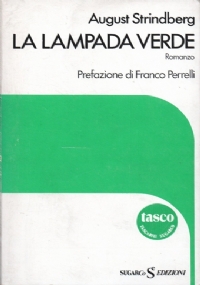 August Strindberg
LA LAMPADA VERDE
Romanzo
Prefazione di Franco Perrelli
tasco
SUGARCo S EDIZIONI